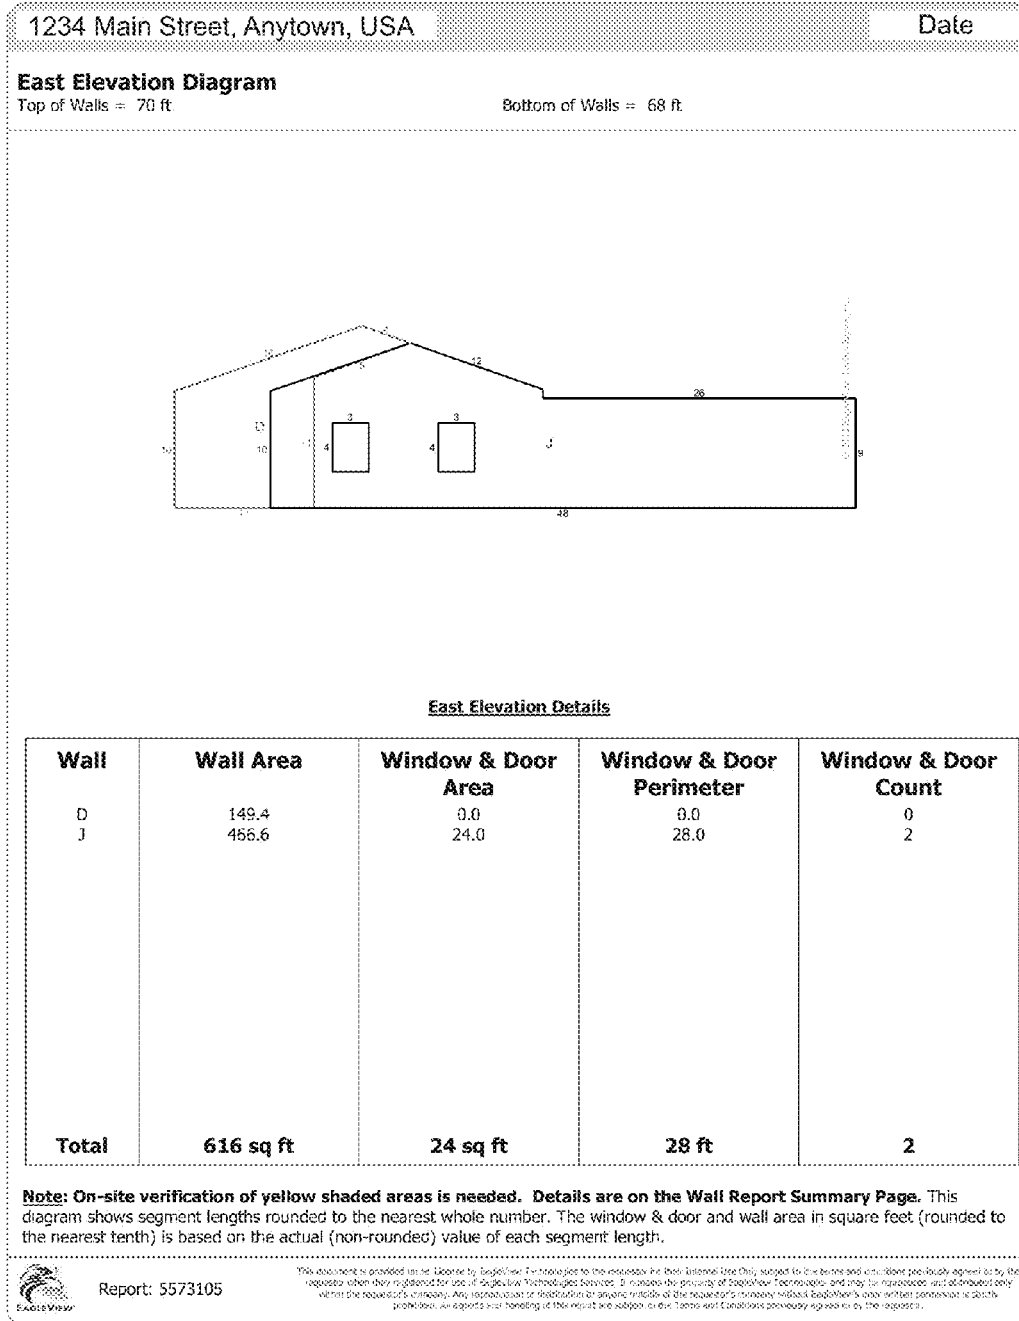 1234 Main Street, Anytown, USA
Date
East Elevation Diagram
Top of Walls = 70 ft
Bottom of Walls = 68 ft
12
5
26
D
10
3
4
3
4
J
9
48
East Elevation Details
Wall
Wall Area
Window & Door Area
Window & Door Perimeter
Window & Door Count
D 149.4 0.0 0.0 0
J 466.6 24.0 28.0 2
Total 616 sq ft 24 sq ft 28 ft 2
Note: On-site verification of yellow shaded areas is needed. Details are on the Wall Report Summary Page. This
diagram shows segment lengths rounded to the nearest whole number. The window & door and wall area in square feet (rounded to
the nearest tenth) is based on the actual (non-rounded) value of each segment length.
EAGLEVIEW
Report: 5573105